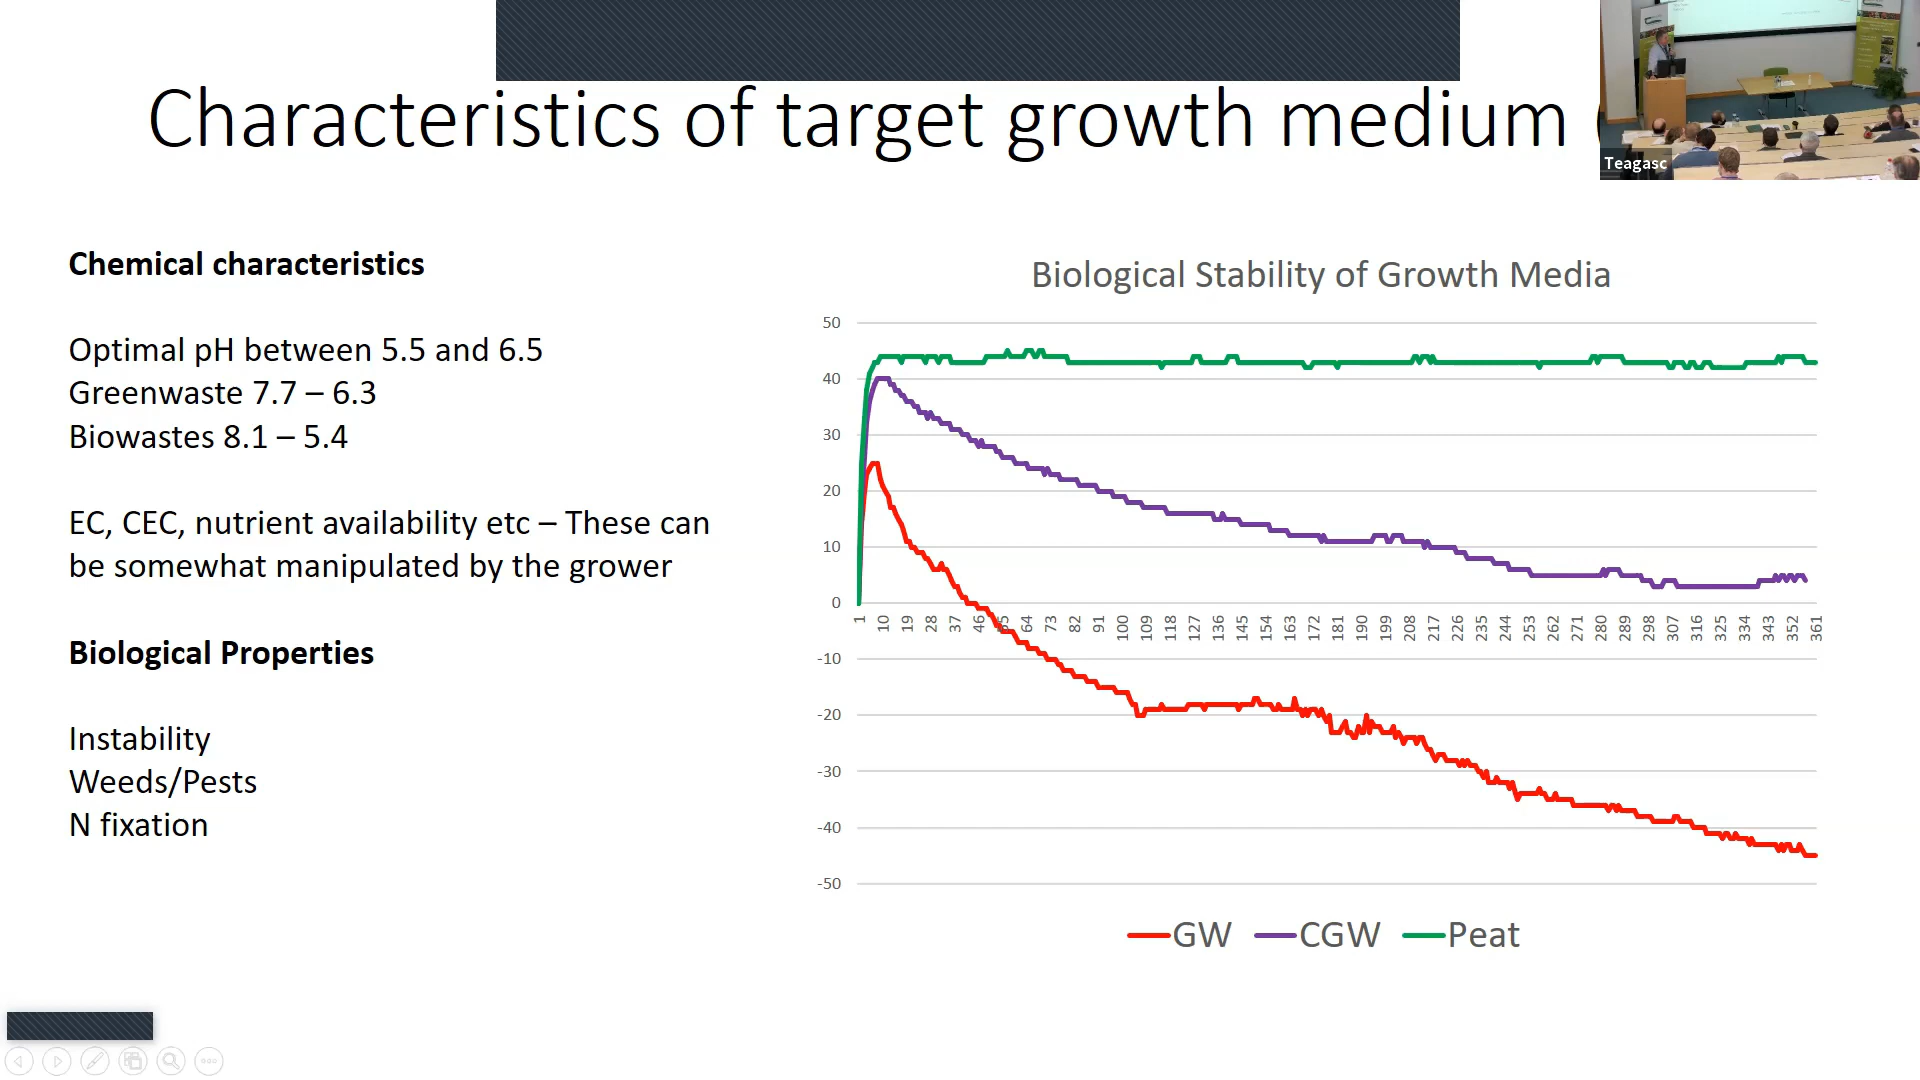 Characteristics of target growth medium
Teagasc
Chemical characteristics
Optimal pH between 5.5 and 6.5
Greenwaste 7.7 – 6.3
Biowastes 8.1 – 5.4
EC, CEC, nutrient availability etc – These can
be somewhat manipulated by the grower
Biological Properties
Instability
Weeds/Pests
N fixation
Biological Stability of Growth Media
50
40
30
20
10
0
-10
-20
-30
-40
-50
1 10 19 28 37 46 55 64 73 82 91 100 109 118 127 136 145 154 163 172 181 190 199 208 217 226 235 244 253 262 271 280 289 298 307 316 325 334 343 352 361
GW CGW Peat